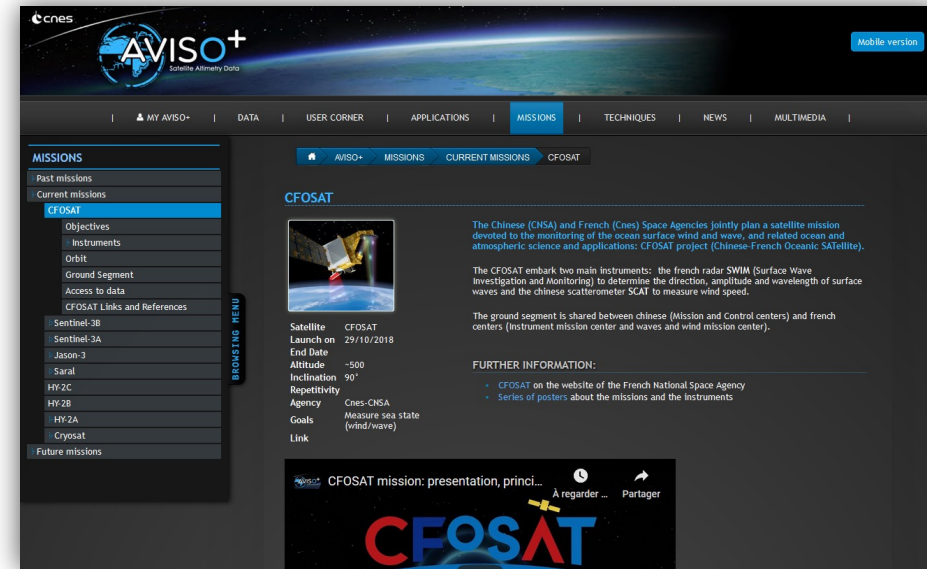 cnes
AVISO+
Satellite Altimetry Data
Mobile version
MY AVISO+
DATA
USER CORNER
APPLICATIONS
MISSIONS
TECHNIQUES
NEWS
MULTIMEDIA
MISSIONS
Past missions
Current missions
CFOSAT
Objectives
Instruments
Orbit
Ground Segment
Access to data
CFOSAT Links and References
Sentinel-3B
Sentinel-3A
Jason-3
Saral
HY-2C
HY-2B
HY-2A
Cryosat
Future missions
BROWSING MENU
AVISO+ MISSIONS CURRENT MISSIONS CFOSAT
CFOSAT
Satellite CFOSAT
Launch on 29/10/2018
End Date
Altitude ~500
Inclination 90°
Repetitivity
Agency Cnes-CNSA
Goals Measure sea state
(wind/wave)
Link
The Chinese (CNSA) and French (Cnes) Space Agencies jointly plan a satellite mission
devoted to the monitoring of the ocean surface wind and wave, and related ocean and
atmospheric science and applications: CFOSAT project (Chinese-French Oceanic SATellite).
The CFOSAT embark two main instruments: the french radar SWIM (Surface Wave
Investigation and Monitoring) to determine the direction, amplitude and wavelength of surface
waves and the chinese scatterometer SCAT to measure wind speed.
The ground segment is shared between chinese (Mission and Control centers) and french
centers (Instrument mission center and waves and wind mission center).
FURTHER INFORMATION:
CFOSAT on the website of the French National Space Agency
Series of posters about the missions and the instruments
AVISO+
CFOSAT mission: presentation, princi...
À regarder ...
Partager
CFOSAT